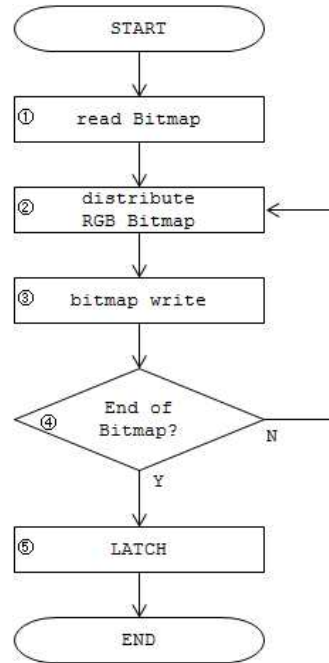 START
① read Bitmap
② distribute
RGB Bitmap
③ bitmap write
④ End of
Bitmap?
N
Y
⑤ LATCH
END